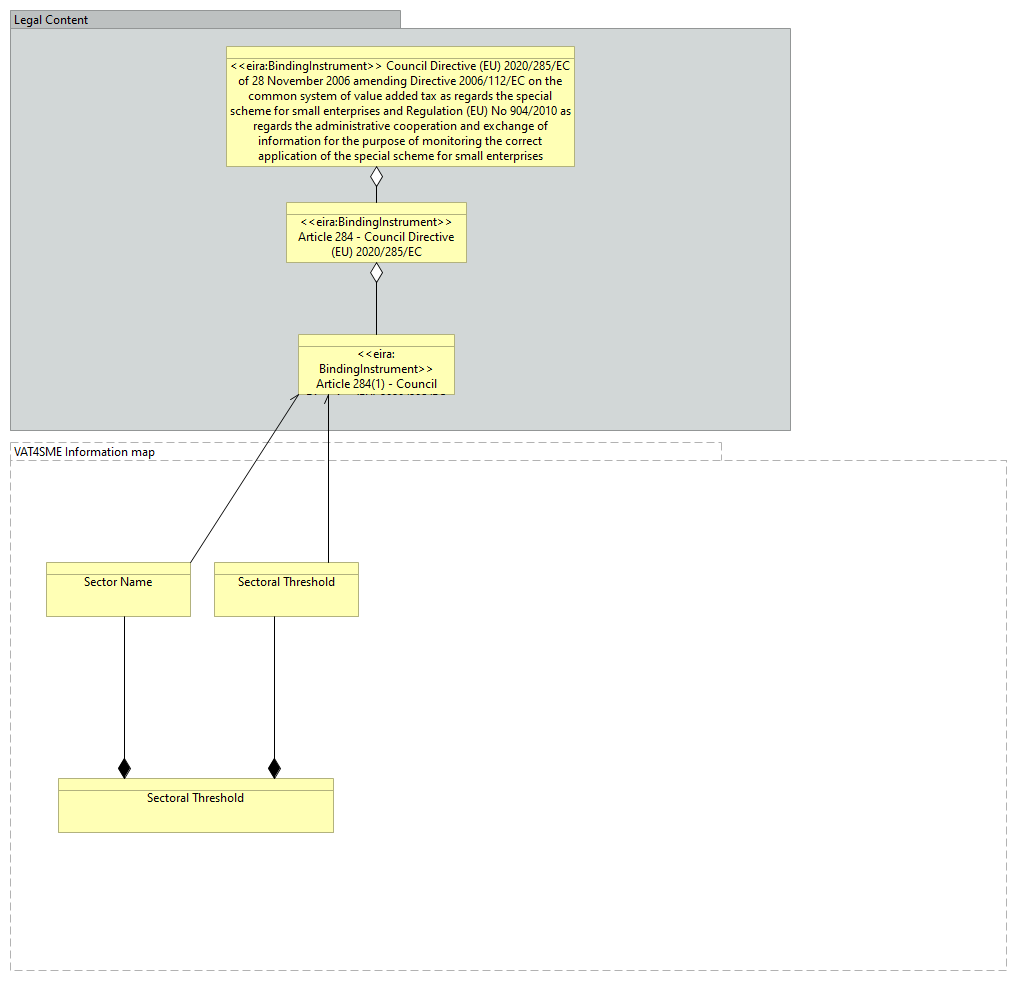 Legal Content
<<eira:BindingInstrument>> Council Directive (EU) 2020/285/EC
of 28 November 2006 amending Directive 2006/112/EC on the
common system of value added tax as regards the special
scheme for small enterprises and Regulation (EU) No 904/2010 as
regards the administrative cooperation and exchange of
information for the purpose of monitoring the correct
application of the special scheme for small enterprises
<<eira:BindingInstrument>>
Article 284 - Council Directive
(EU) 2020/285/EC
<<eira:
BindingInstrument>>
Article 284(1) - Council
VAT4SME Information map
Sector Name
Sectoral Threshold
Sectoral Threshold